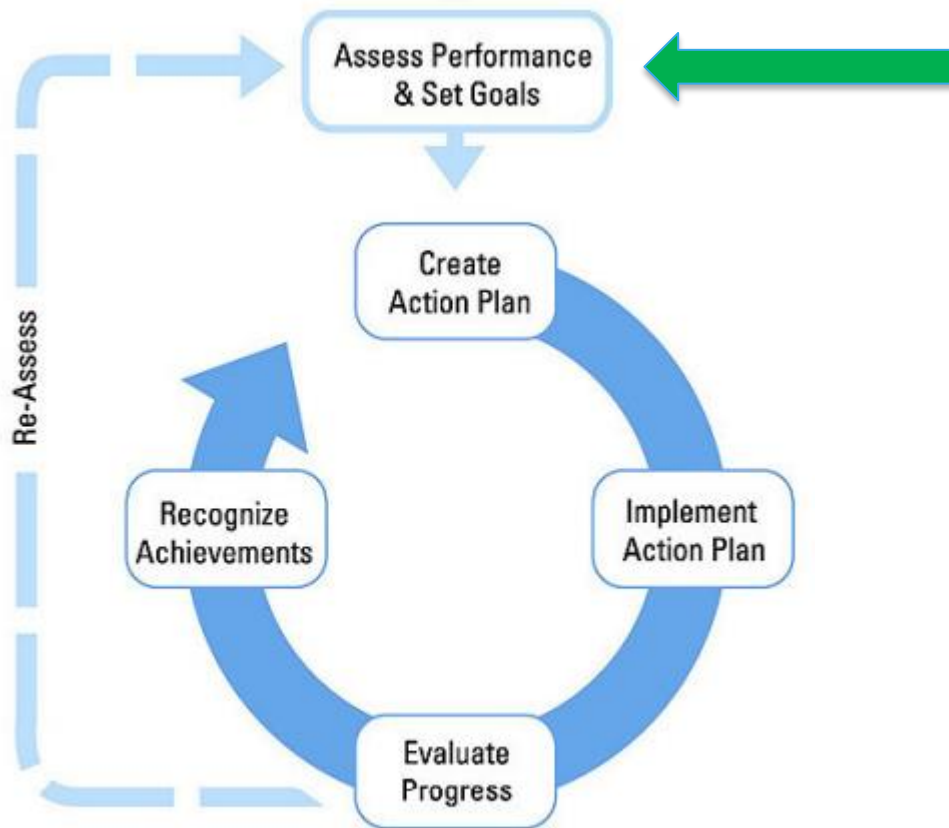 Assess Performance
& Set Goals
Create
Action Plan
Re-Assess
Recognize
Achievements
Implement
Action Plan
Evaluate
Progress